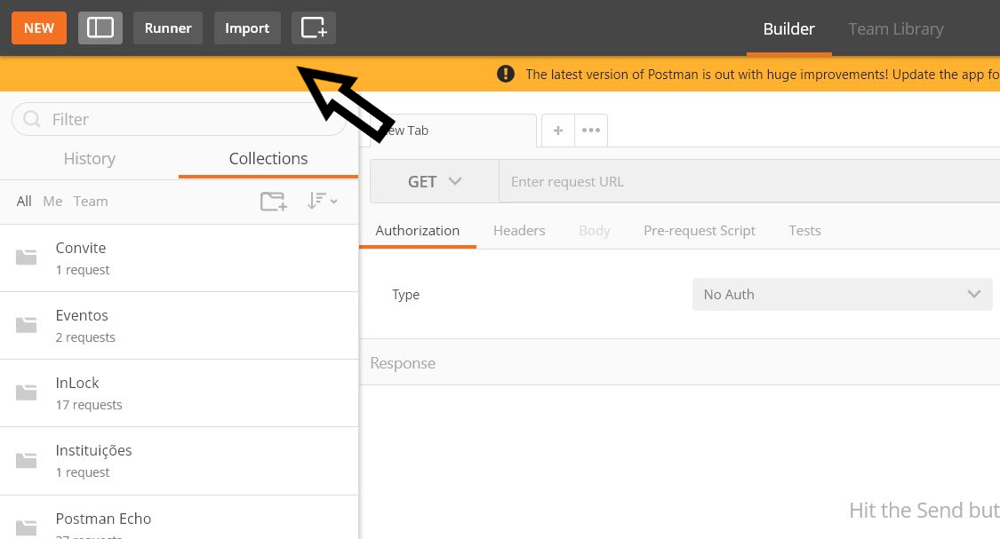 NEW Runner Import Builder Team Library
The latest version of Postman is out with huge improvements! Update the app fo
Filter
ew Tab
History Collections
GET Enter request URL
All Me Team
Authorization Headers Body Pre-request Script Tests
Convite
1 request
Type No Auth
Eventos
2 requests
Response
InLock
17 requests
Instituições
1 request
Hit the Send but
Postman Echo